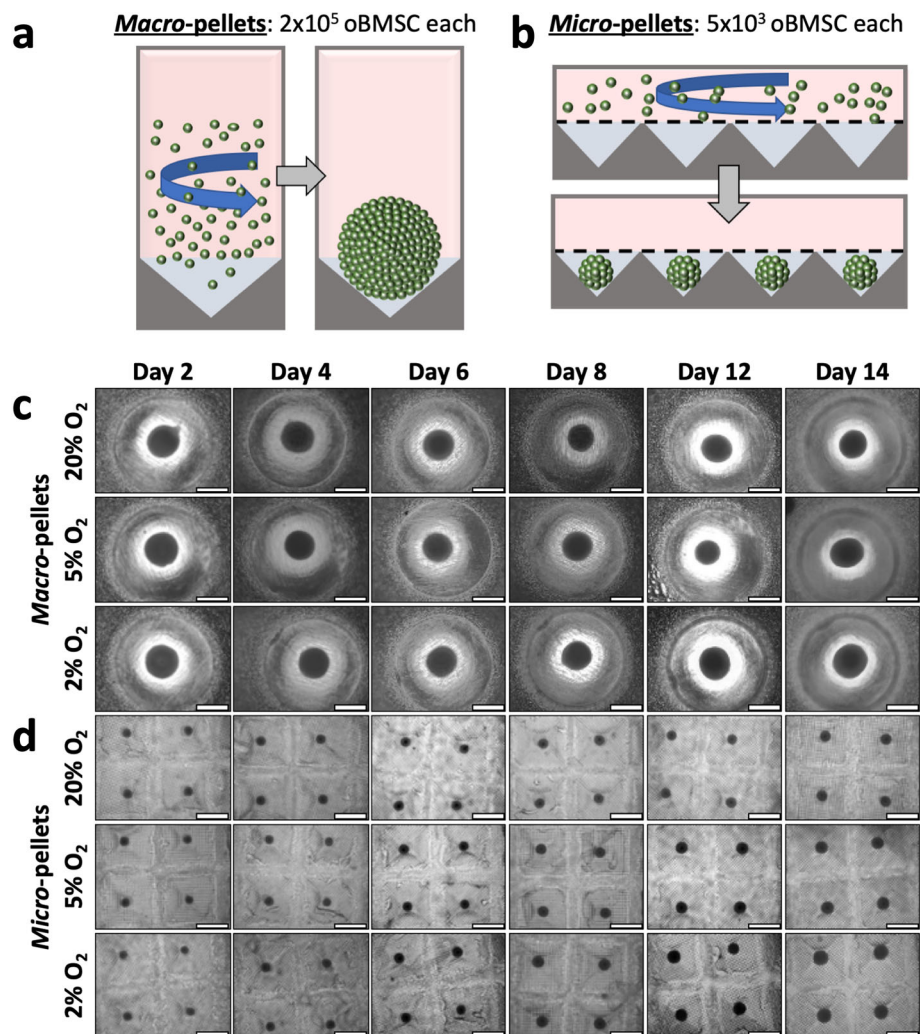 a
Macro-pellets: 2x10⁵ oBMSC each
b
Micro-pellets: 5x10³ oBMSC each
Day 2 Day 4 Day 6 Day 8 Day 12 Day 14
c
Macro-pellets
20% O₂
5% O₂
2% O₂
d
Micro-pellets
20% O₂
5% O₂
2% O₂